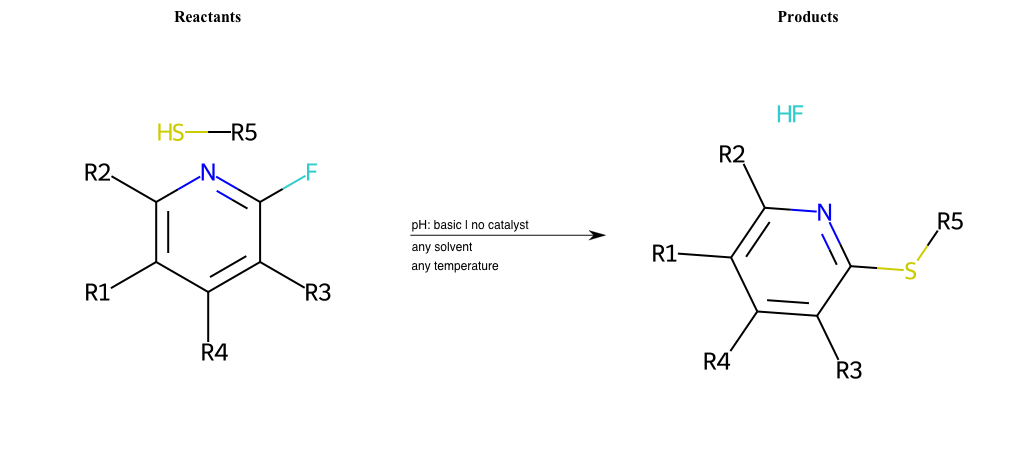 Reactants
Products
HF
HS R5
R2
R2 N F
N
R5
R1
S
R1 R3
R4
R4
R3
pH: basic | no catalyst
any solvent
any temperature